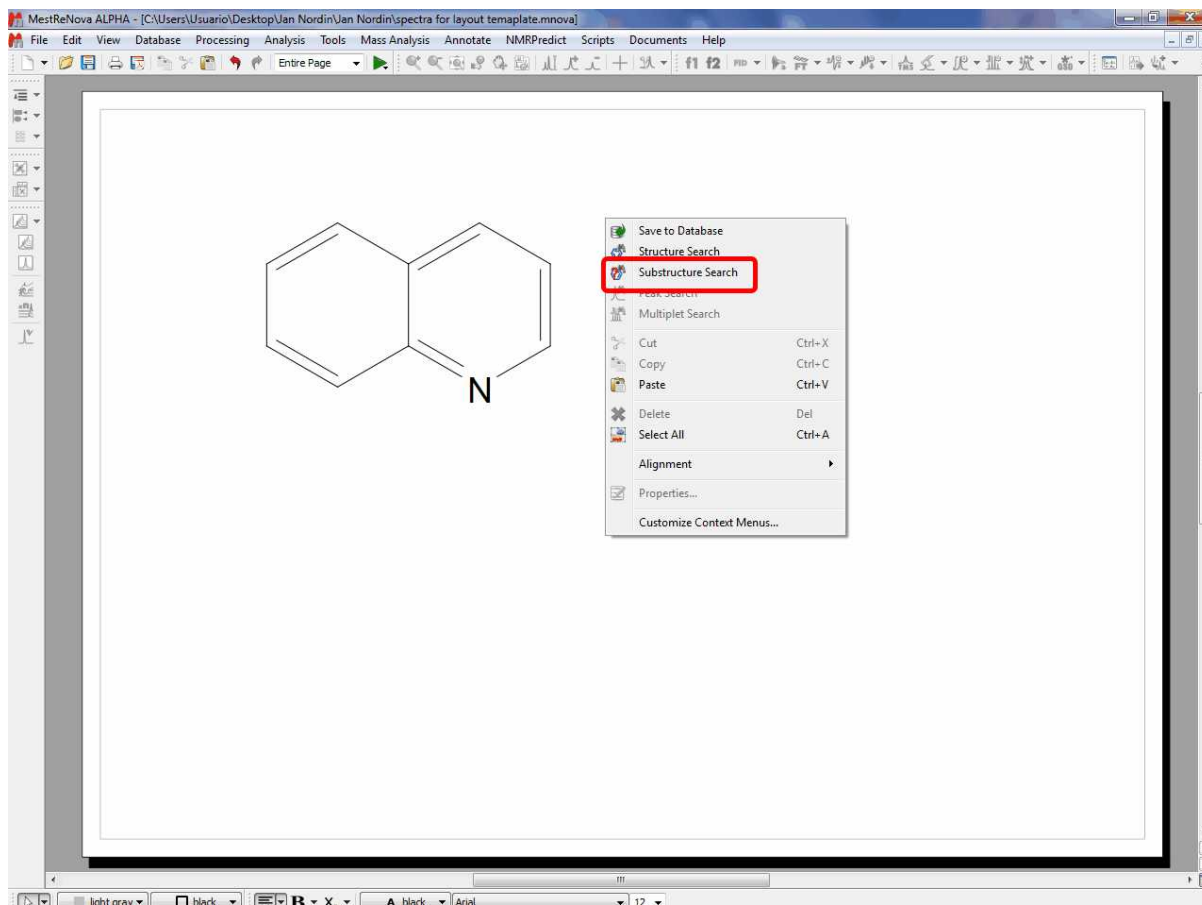 MestReNova ALPHA - [C:\Users\Usuario\Desktop\Jan Nordin\Jan Nordin\spectra for layout temaplate.mnova]
File Edit View Database Processing Analysis Tools Mass Analysis Annotate NMRPredict Scripts Documents Help
Entire Page f1 f2
Save to Database
Structure Search
Substructure Search
Peak Search
Multiplet Search
Cut Ctrl+X
Copy Ctrl+C
Paste Ctrl+V
Delete Del
Select All Ctrl+A
Alignment
Properties...
Customize Context Menus...
N
light gray black B X, A black Arial 12